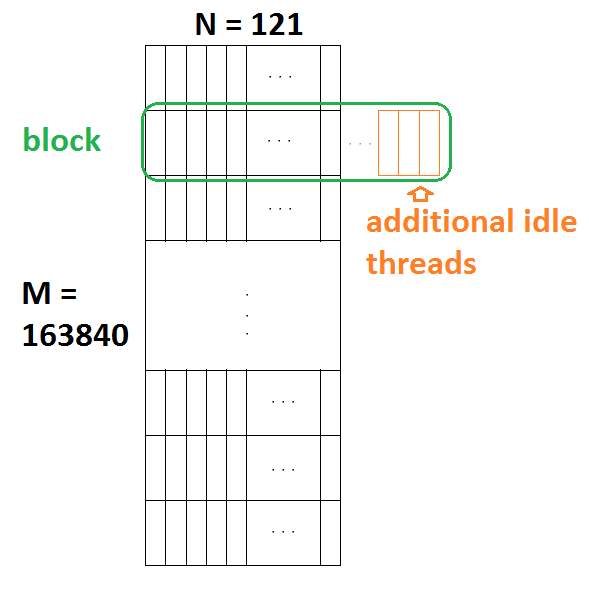 N = 121
block
additional idle
threads
M =
163840